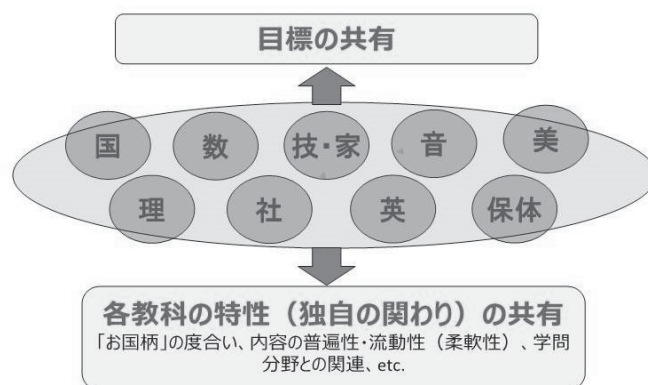 目標の共有
国 数 技・家 音 美
理 社 英 保体
各教科の特性（独自の関わり）の共有
「お国柄」の度合い、内容の普遍性・流動性（柔軟性）、学問
分野との関連、etc.